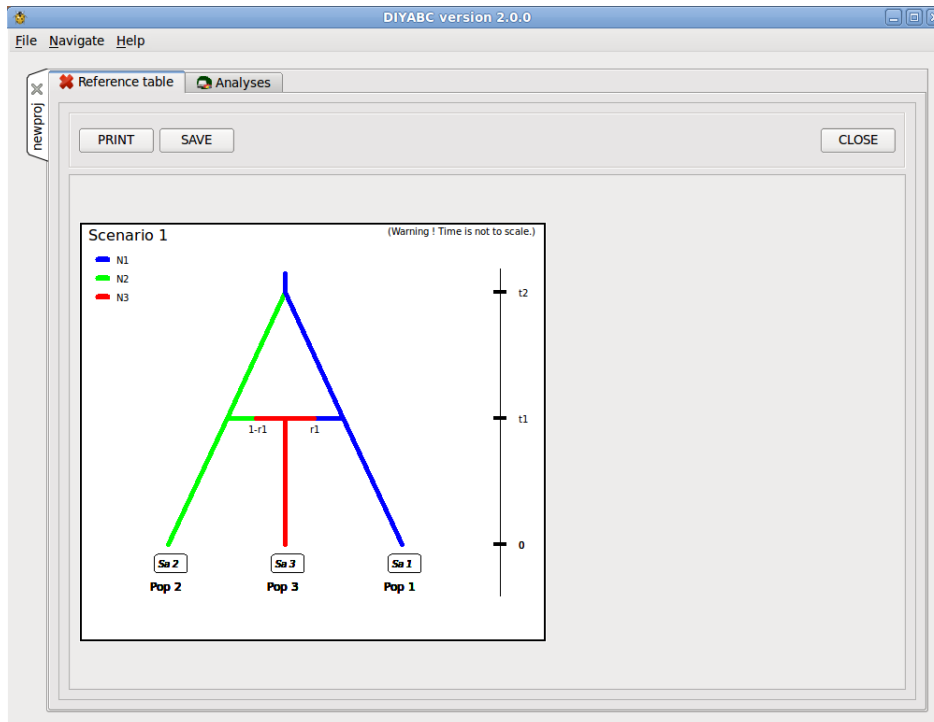 DIYABC version 2.0.0
File Navigate Help
Reference table
Analyses
newproj
PRINT
SAVE
CLOSE
Scenario 1
(Warning ! Time is not to scale.)
N1
N2
N3
t2
1-r1
r1
t1
0
Sa 2
Sa 3
Sa 1
Pop 2
Pop 3
Pop 1